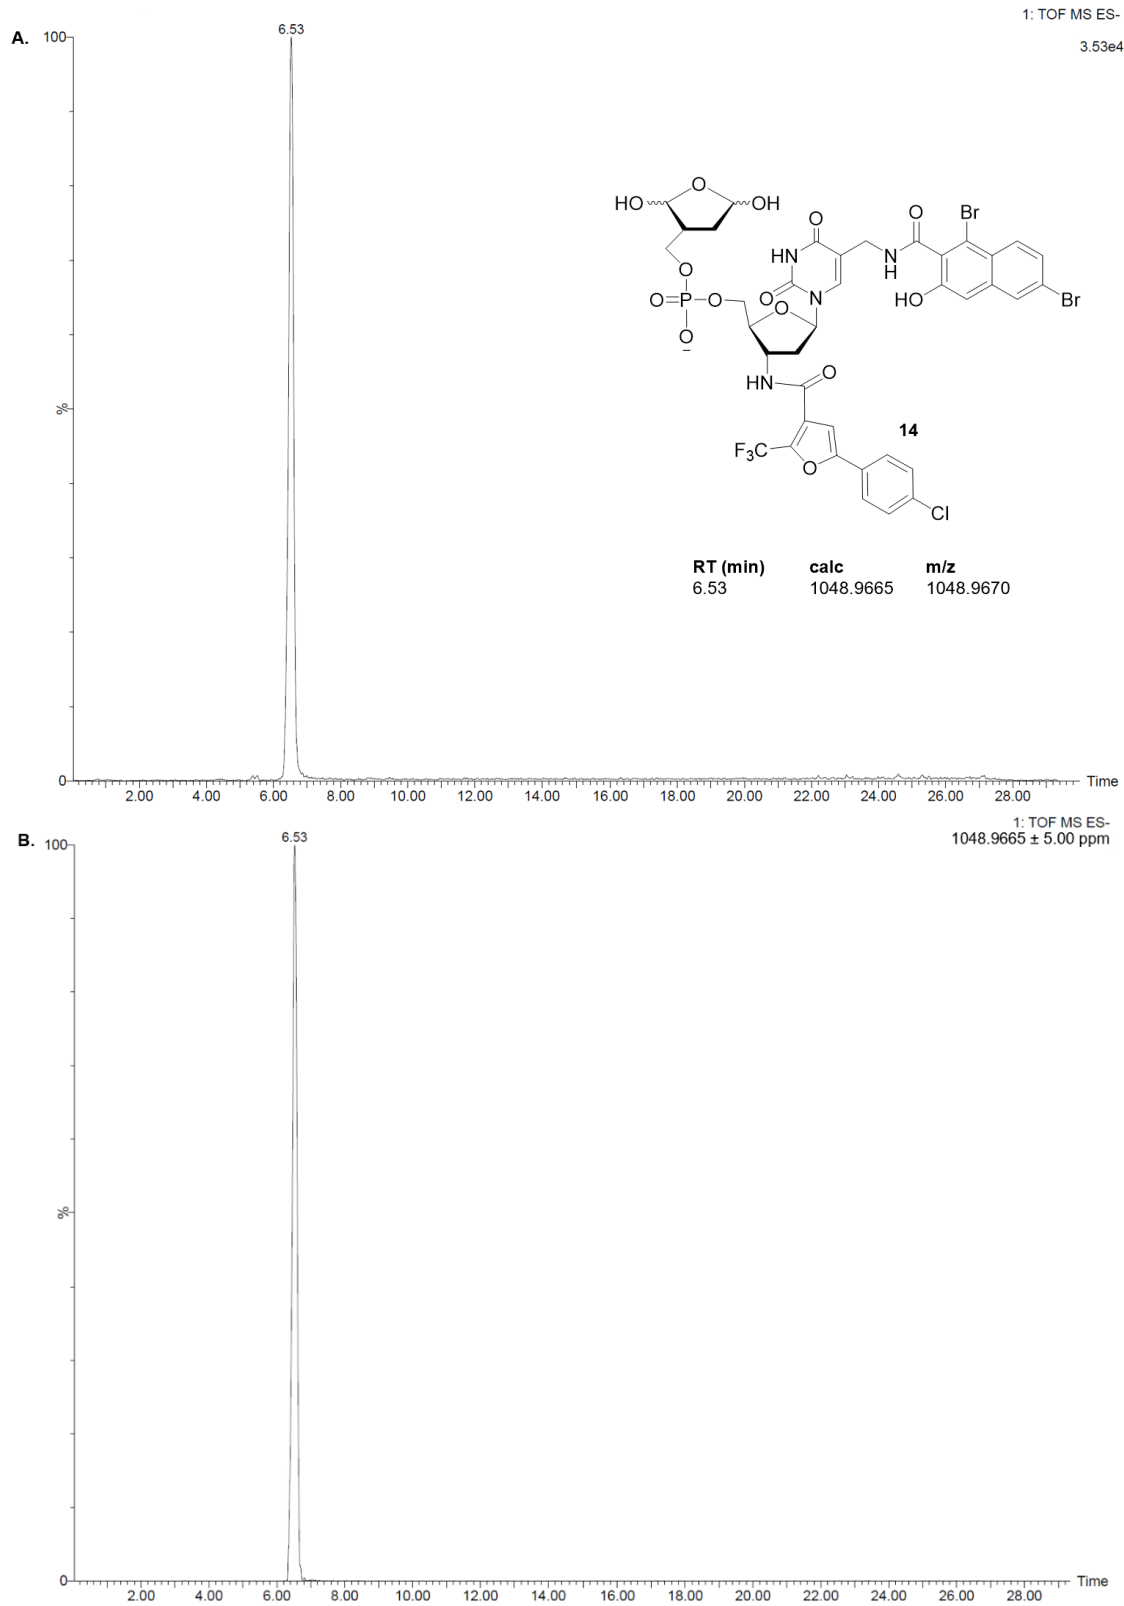 A.
1: TOF MS ES-
3.53e4
100
6.53
%
0
2.00 4.00 6.00 8.00 10.00 12.00 14.00 16.00 18.00 20.00 22.00 24.00 26.00 28.00 Time
O
HO OH
O
O
P
O
O
O
−
O
HN
O
N
O
N
H
O
Br
HO
Br
HN
O
F3C
O
Cl
14
RT (min) calc m/z
6.53 1048.9665 1048.9670
B.
1: TOF MS ES-
1048.9665 ± 5.00 ppm
100
6.53
%
0
2.00 4.00 6.00 8.00 10.00 12.00 14.00 16.00 18.00 20.00 22.00 24.00 26.00 28.00 Time